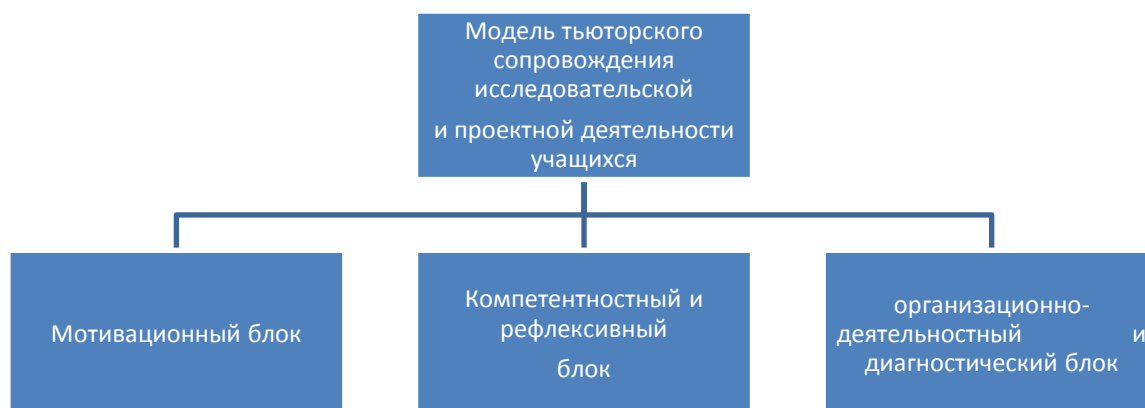 Модель тьюторского
сопровождения
исследовательской
и проектной деятельности
учащихся
Мотивационный блок
Компетентностный и
рефлексивный
блок
организационно-
деятельностный и
диагностический блок